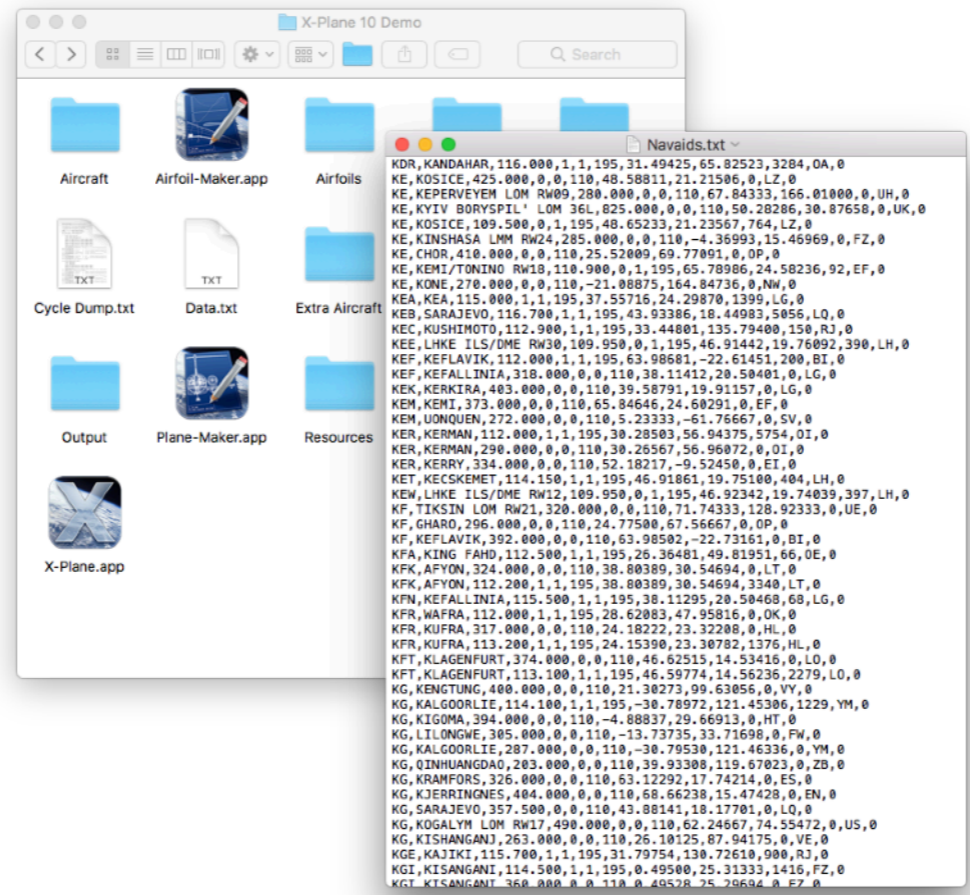 X-Plane 10 Demo
Search
Aircraft
Airfoil-Maker.app
Airfoils
TXT
TXT
Cycle Dump.txt
Data.txt
Extra Aircraft
Output
Plane-Maker.app
Resources
X-Plane.app
Navaids.txt
KDR,KANDAHAR,116.000,1,1,195,31.49425,65.82523,3284,OA,0
KE,KOSICE,425.000,0,0,110,48.58811,21.21506,0,LZ,0
KE,KEPERVEYEM LOM RW09,280.000,0,0,110,67.84333,166.01000,0,UH,0
KE,KYIV BORYSPIL' LOM 36L,825.000,0,0,110,50.28286,30.87658,0,UK,0
KE,KOSICE,109.500,0,1,195,48.65233,21.23567,764,LZ,0
KE,KINSHASA LMM RW24,285.000,0,0,110,-4.36993,15.46969,0,FZ,0
KE,CHOR,410.000,0,0,110,25.52009,69.77091,0,OP,0
KE,KEMI/TONINO RW18,110.900,0,1,195,65.78986,24.58236,92,EF,0
KE,KONE,270.000,0,0,110,-21.08875,164.84736,0,NW,0
KEA,KEA,115.000,1,1,195,37.55716,24.29870,1399,LG,0
KEB,SARAJEVO,116.700,1,1,195,43.93386,18.44983,5056,LQ,0
KEC,KUSHIMOTO,112.900,1,1,195,33.44801,135.79400,150,RJ,0
KEE,LHKE ILS/DME RW30,109.950,0,1,195,46.91442,19.76092,390,LH,0
KEF,KEFLAVIK,112.000,1,1,195,63.98681,-22.61451,200,BI,0
KEF,KEFALLINIA,318.000,0,0,110,38.11412,20.50401,0,LG,0
KEK,KERKIRA,403.000,0,0,110,39.58791,19.91157,0,LG,0
KEM,KEMI,373.000,0,0,110,65.84646,24.60291,0,EF,0
KEM,UONQUEN,272.000,0,0,110,5.23333,-61.76667,0,SV,0
KER,KERMAN,112.000,1,1,195,30.28503,56.94375,5754,OI,0
KER,KERMAN,290.000,0,0,110,30.26567,56.96072,0,OI,0
KER,KERRY,334.000,0,0,110,52.18217,-9.52450,0,EI,0
KET,KECSKEMET,114.150,1,1,195,46.91861,19.75100,404,LH,0
KEW,LHKE ILS/DME RW12,109.950,0,1,195,46.92342,19.74039,397,LH,0
KF,TIKSIN LOM RW21,320.000,0,0,110,71.74333,128.92333,0,UE,0
KF,GHARO,296.000,0,0,110,24.77500,67.56667,0,OP,0
KF,KEFLAVIK,392.000,0,0,110,63.98502,-22.73161,0,BI,0
KFA,KING FAHD,112.500,1,1,195,26.36481,49.81951,66,OE,0
KFK,AFYON,324.000,0,0,110,38.80389,30.54694,0,LT,0
KFK,AFYON,112.200,1,1,195,38.80389,30.54694,3340,LT,0
KFN,KEFALLINIA,115.500,1,1,195,38.11295,20.50468,68,LG,0
KFR,WAFRA,112.000,1,1,195,28.62083,47.95816,0,OK,0
KFR,KUFRA,317.000,0,0,110,24.18222,23.32208,0,HL,0
KFR,KUFRA,113.200,1,1,195,24.15390,23.30782,1376,HL,0
KFT,KLAGENFURT,374.000,0,0,110,46.62515,14.53416,0,LO,0
KFT,KLAGENFURT,113.100,1,1,195,46.59774,14.56236,2279,LO,0
KG,KENGTUNG,400.000,0,0,110,21.30273,99.63056,0,VY,0
KG,KALGOORLIE,114.100,1,1,195,-30.78972,121.45306,1229,YM,0
KG,KIGOMA,394.000,0,0,110,-4.88837,29.66913,0,HT,0
KG,LILONGWE,305.000,0,0,110,-13.73735,33.71698,0,FW,0
KG,KALGOORLIE,287.000,0,0,110,-30.79530,121.46336,0,YM,0
KG,QINHUANGDAO,203.000,0,0,110,39.93308,119.67023,0,ZB,0
KG,KRAMFORS,326.000,0,0,110,63.12292,17.74214,0,ES,0
KG,KJERRINGNES,404.000,0,0,110,68.66238,15.47428,0,EN,0
KG,SARAJEVO,357.500,0,0,110,43.88141,18.17701,0,LQ,0
KG,KOGALYM LOM RW17,490.000,0,0,110,62.24667,74.55472,0,US,0
KG,KISHANGANJ,263.000,0,0,110,26.10125,87.94175,0,VE,0
KGE,KAJIKI,115.700,1,1,195,31.79754,130.72610,900,RJ,0
KGI,KISANGANI,114.500,1,1,195,0.49500,25.31333,1416,FZ,0
KGI,KISANGANI,360.000,0,0,110,0.49528,25.29694,0,FZ,0